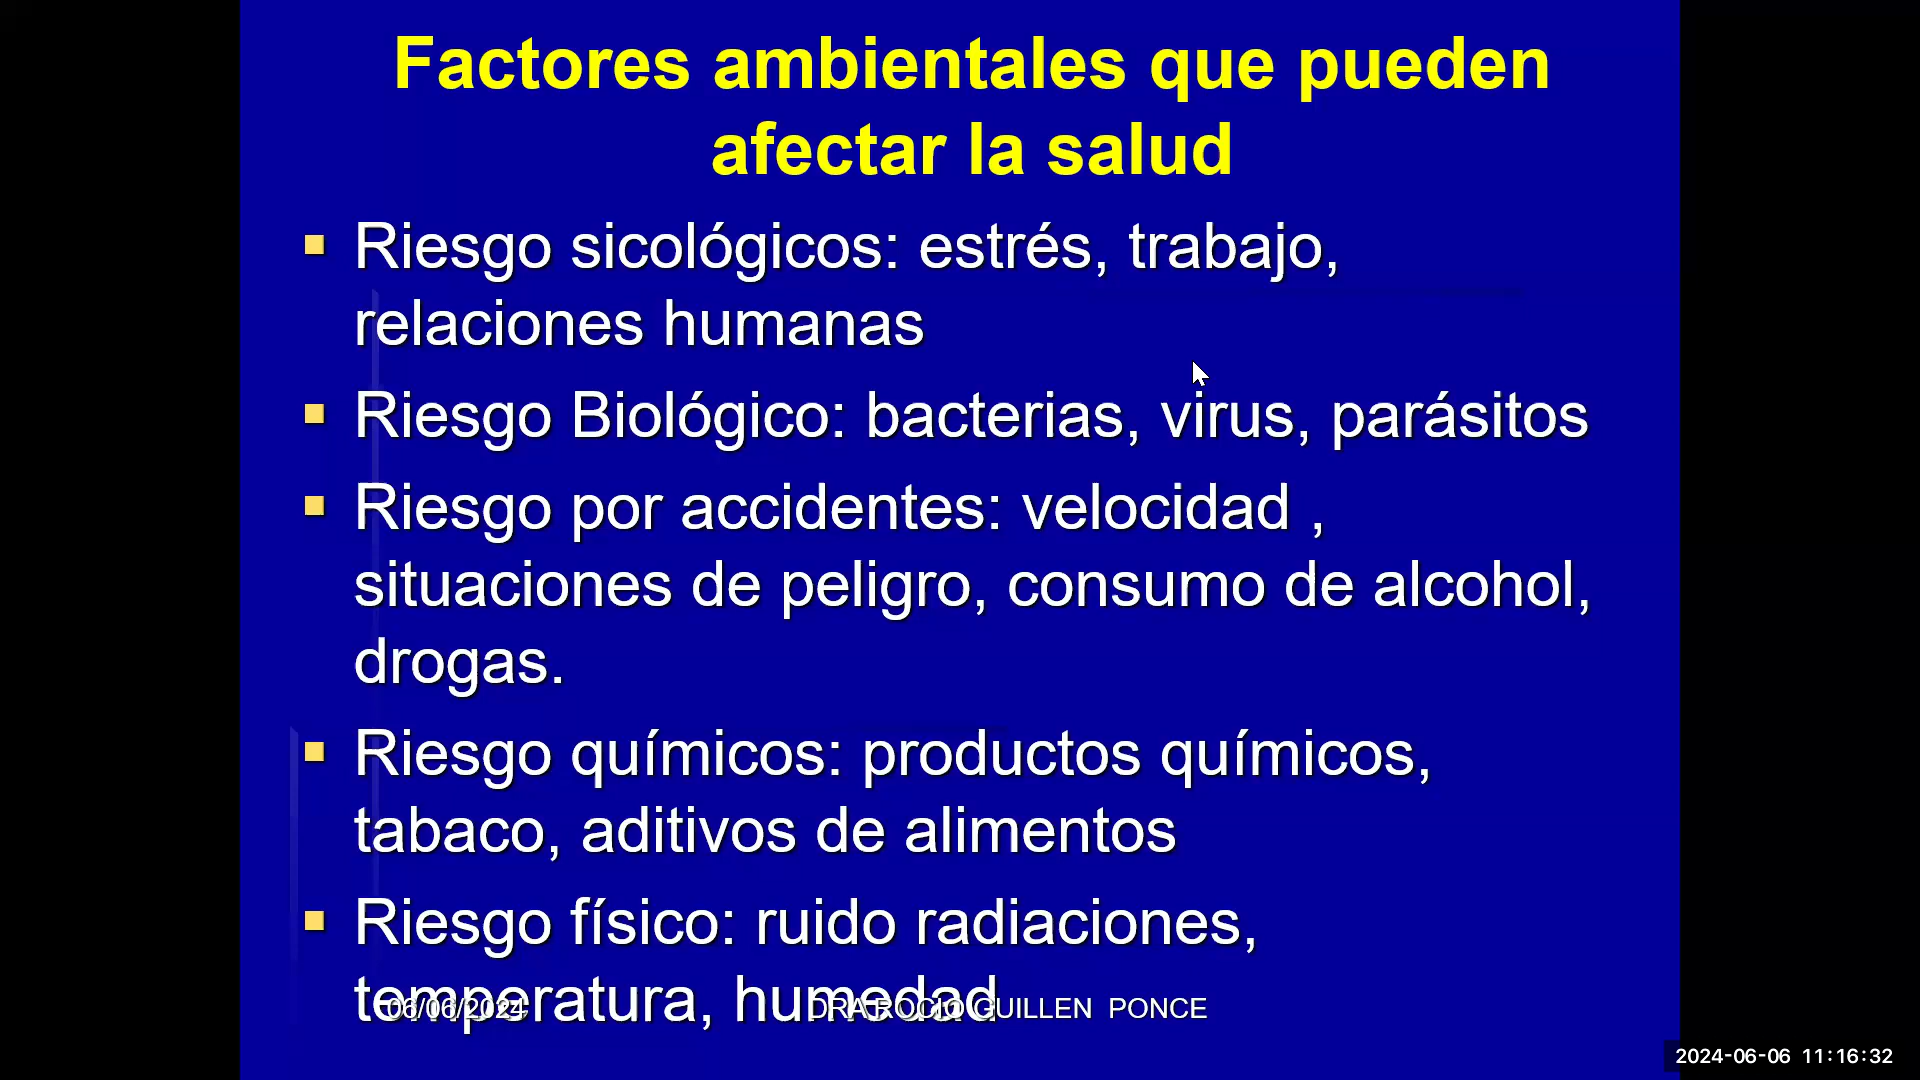 Factores ambientales que pueden
afectar la salud
Riesgo sicológicos: estrés, trabajo,
relaciones humanas
Riesgo Biológico: bacterias, virus, parásitos
Riesgo por accidentes: velocidad ,
situaciones de peligro, consumo de alcohol,
drogas.
Riesgo químicos: productos químicos,
tabaco, aditivos de alimentos
Riesgo físico: ruido radiaciones,
temperatura, humedad
06/06/2024
DRA ROCIO GUILLEN PONCE
2024-06-06 11:16:32